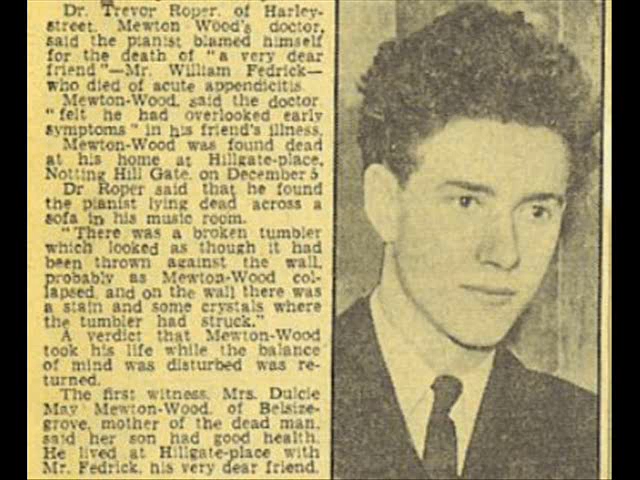 Dr. Trevor Roper, of Harley-
street, Mewton Wood's doctor,
said the pianist blamed himself
for the death of "a very dear
friend"—Mr. William Fedrick—
who died of acute appendicitis.
Mewton-Wood, said the doctor,
"felt he had overlooked early
symptoms" in his friend's illness.
Mewton-Wood was found dead
at his home at Hillgate-place,
Notting Hill Gate, on December 5
Dr Roper said that he found
the pianist lying dead across a
sofa in his music room.
"There was a broken tumbler
which looked as though it had
been thrown against the wall,
probably as Mewton-Wood col-
lapsed, and on the wall there was
a stain and some crystals where
the tumbler had struck."
A verdict that Mewton-Wood
took his life while the balance
of mind was disturbed was re-
turned.
The first witness, Mrs. Dulcie
May Mewton-Wood, of Belsize-
grove, mother of the dead man,
said her son had good health.
He lived at Hillgate-place with
Mr. Fedrick, his very dear friend.